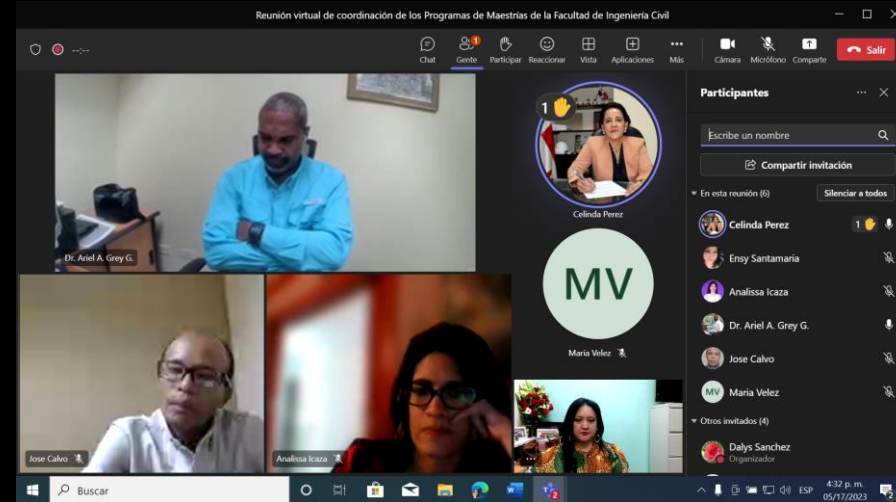 Reunión virtual de coordinación de los Programas de Maestrías de la Facultad de Ingeniería Civil
--:--
Chat
1
Gente
Participar
Reaccionar
Vista
Aplicaciones
Más
Cámara
Micrófono
Comparte
Salir
Dr. Ariel A. Grey G.
1
Celinda Perez
MV
Maria Velez
Jose Calvo
Analissa Icaza
Participantes
Escribe un nombre
Compartir invitación
En esta reunión (6)
Silenciar a todos
Celinda Perez
1
Ensy Santamaria
Analissa Icaza
Dr. Ariel A. Grey G.
Jose Calvo
MV
Maria Velez
Otros invitados (4)
Dalys Sanchez
Organizador
Buscar
ESP
4:32 p. m.
05/17/2023